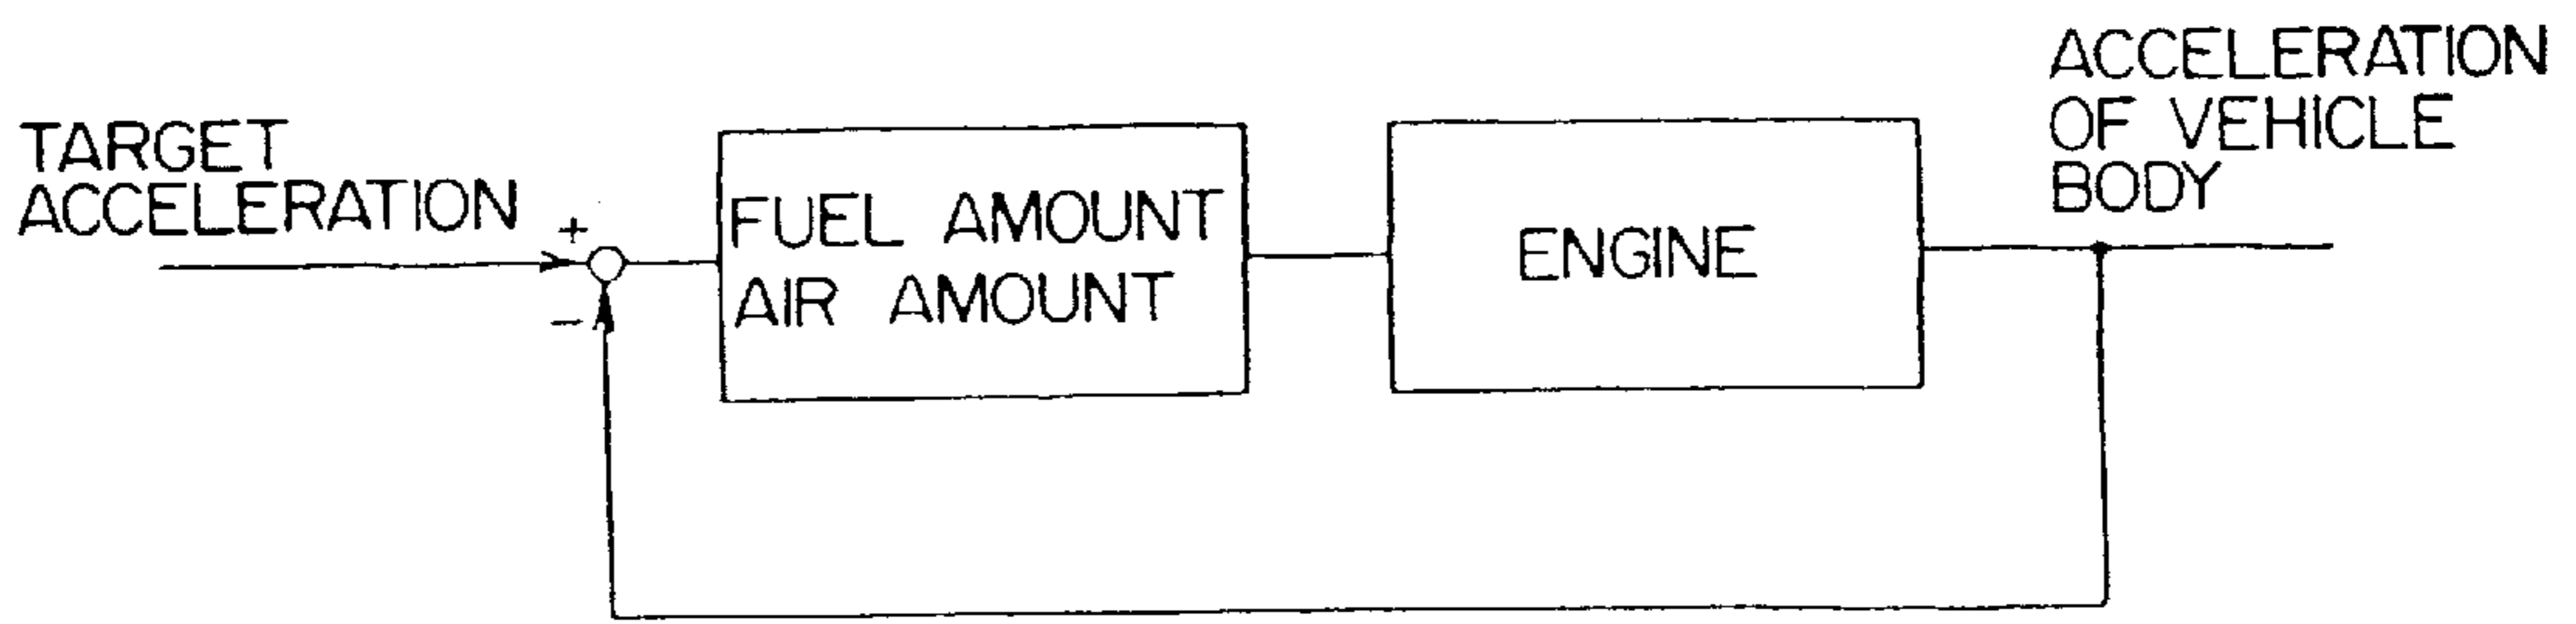 TARGET
ACCELERATION
+
−
FUEL AMOUNT
AIR AMOUNT
ENGINE
ACCELERATION
OF VEHICLE
BODY